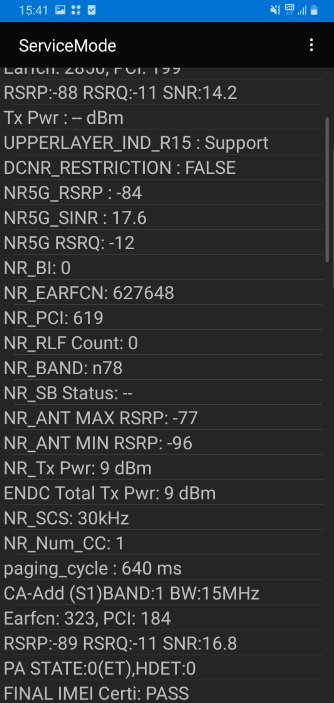 15:41
ServiceMode
Earfcn: 2850, PCI: 199
RSRP:-88 RSRQ:-11 SNR:14.2
Tx Pwr : -- dBm
UPPERLAYER_IND_R15 : Support
DCNR_RESTRICTION : FALSE
NR5G_RSRP : -84
NR5G_SINR : 17.6
NR5G RSRQ: -12
NR_BI: 0
NR_EARFCN: 627648
NR_PCI: 619
NR_RLF Count: 0
NR_BAND: n78
NR_SB Status: --
NR_ANT MAX RSRP: -77
NR_ANT MIN RSRP: -96
NR_Tx Pwr: 9 dBm
ENDC Total Tx Pwr: 9 dBm
NR_SCS: 30kHz
NR_Num_CC: 1
paging_cycle : 640 ms
CA-Add (S1)BAND:1 BW:15MHz
Earfcn: 323, PCI: 184
RSRP:-89 RSRQ:-11 SNR:16.8
PA STATE:0(ET),HDET:0
FINAL IMEI Certi: PASS